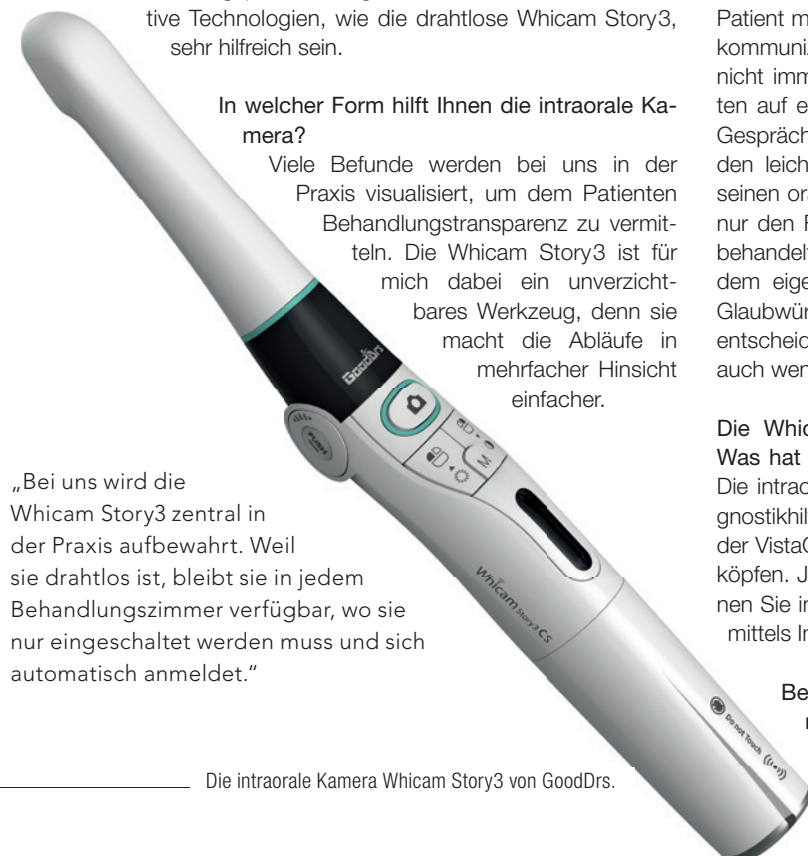 tive Technologien, wie die drahtlose Whicam Story3,
sehr hilfreich sein.
In welcher Form hilft Ihnen die intraorale Ka-
mera?
Viele Befunde werden bei uns in der
Praxis visualisiert, um dem Patienten
Behandlungstransparenz zu vermit-
teln. Die Whicam Story3 ist für
mich dabei ein unverzicht-
bares Werkzeug, denn sie
macht die Abläufe in
mehrfacher Hinsicht
einfacher.
„Bei uns wird die
Whicam Story3 zentral in
der Praxis aufbewahrt. Weil
sie drahtlos ist, bleibt sie in jedem
Behandlungszimmer verfügbar, wo sie
nur eingeschaltet werden muss und sich
automatisch anmeldet.“
GoodDrs
PUSH
M
Whicam Story3 CS
Do not Touch
Die intraorale Kamera Whicam Story3 von GoodDrs.
Patient m
kommuniz
nicht imm
ten auf e
Gespräch
den leich
seinen ora
nur den F
behandel
dem eige
Glaubwür
entscheid
auch wen
Die Whic
Was hat
Die intrao
gnostikhil
der VistaC
köpfen. J
nen Sie in
mittels In
Be